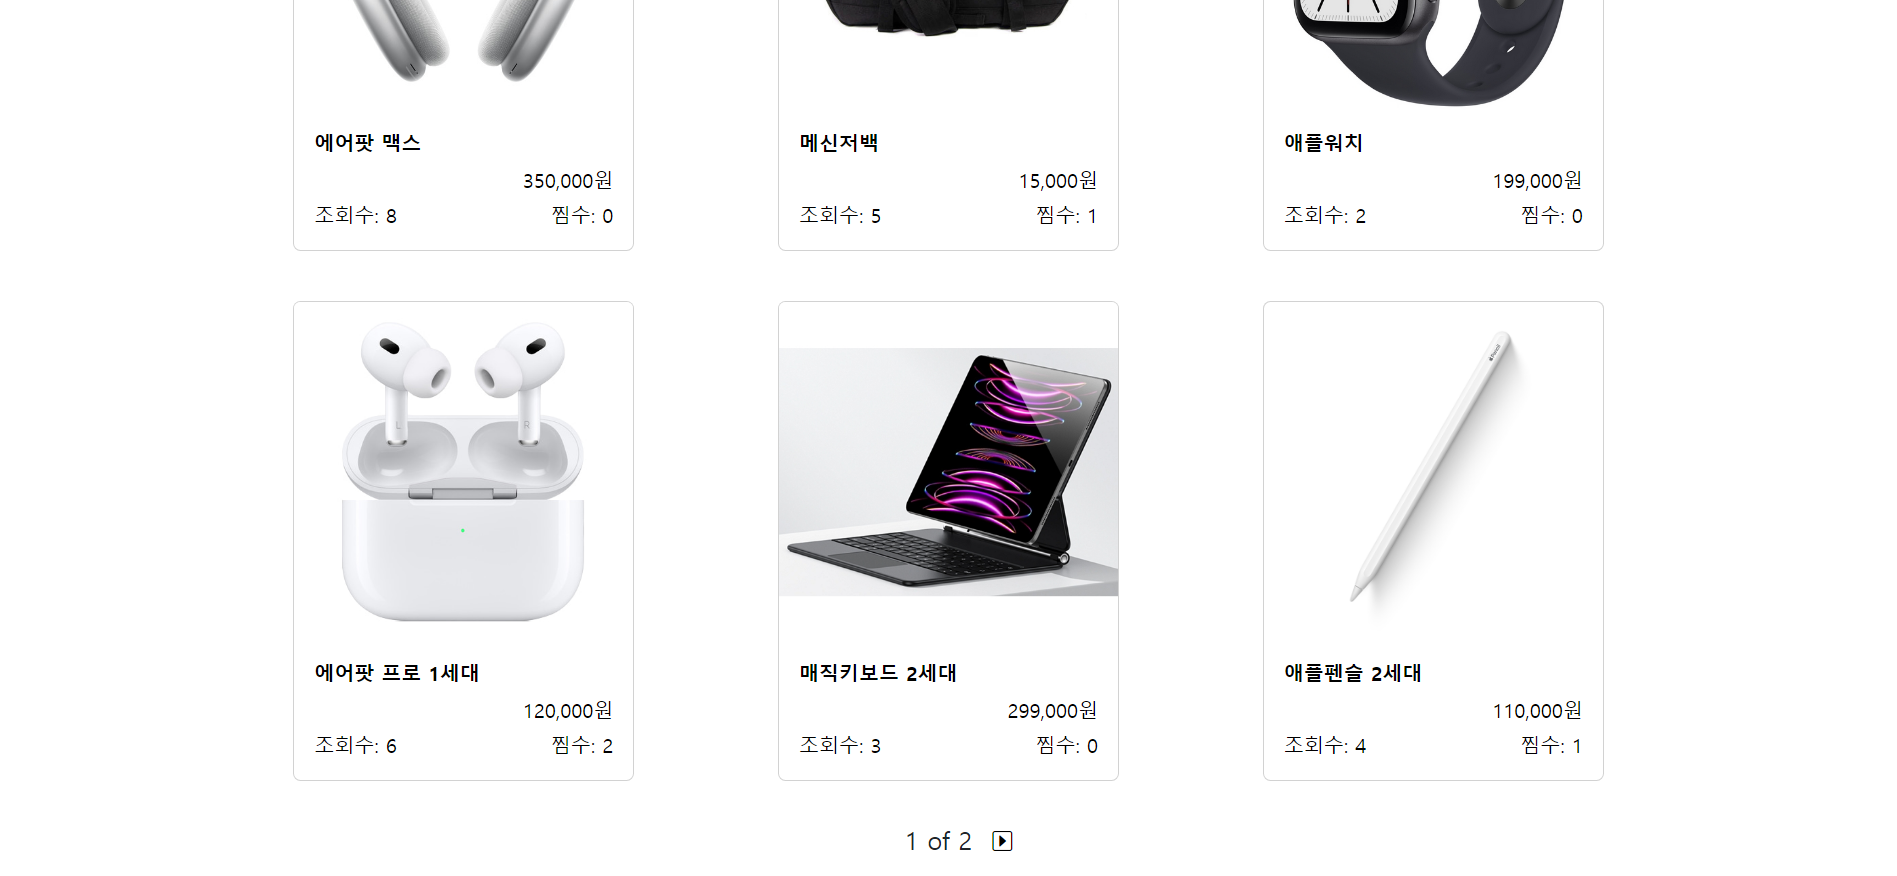 에어팟 맥스
350,000원
조회수: 8 찜수: 0
메신저백
15,000원
조회수: 5 찜수: 1
애플워치
199,000원
조회수: 2 찜수: 0
L R
에어팟 프로 1세대
120,000원
조회수: 6 찜수: 2
매직키보드 2세대
299,000원
조회수: 3 찜수: 0
Pencil
애플펜슬 2세대
110,000원
조회수: 4 찜수: 1
1 of 2